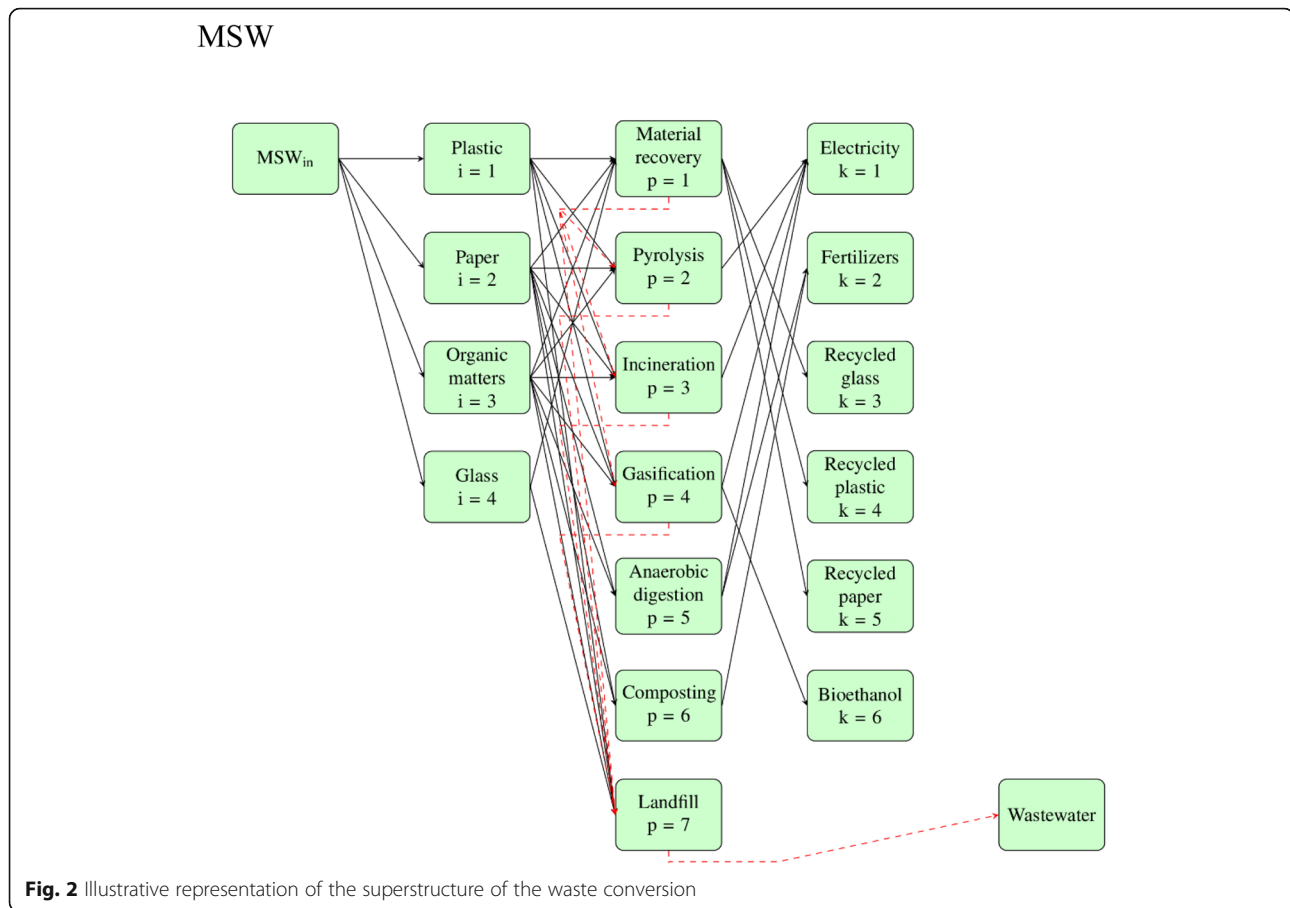 MSW
MSWin
Plastic
i = 1
Paper
i = 2
Organic
matters
i = 3
Glass
i = 4
Material
recovery
p = 1
Pyrolysis
p = 2
Incineration
p = 3
Gasification
p = 4
Anaerobic
digestion
p = 5
Composting
p = 6
Landfill
p = 7
Electricity
k = 1
Fertilizers
k = 2
Recycled
glass
k = 3
Recycled
plastic
k = 4
Recycled
paper
k = 5
Bioethanol
k = 6
Wastewater
Fig. 2 Illustrative representation of the superstructure of the waste conversion